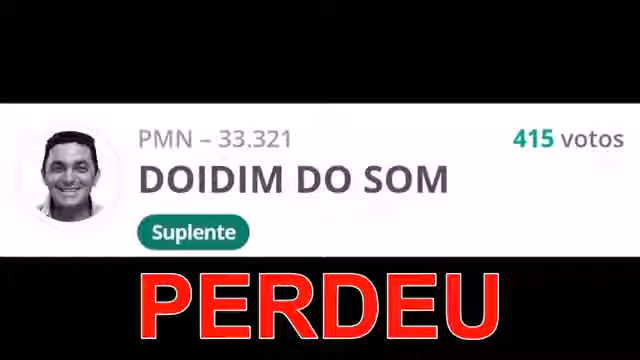 PMN – 33.321
415 votos
DOIDIM DO SOM
Suplente
PERDEU